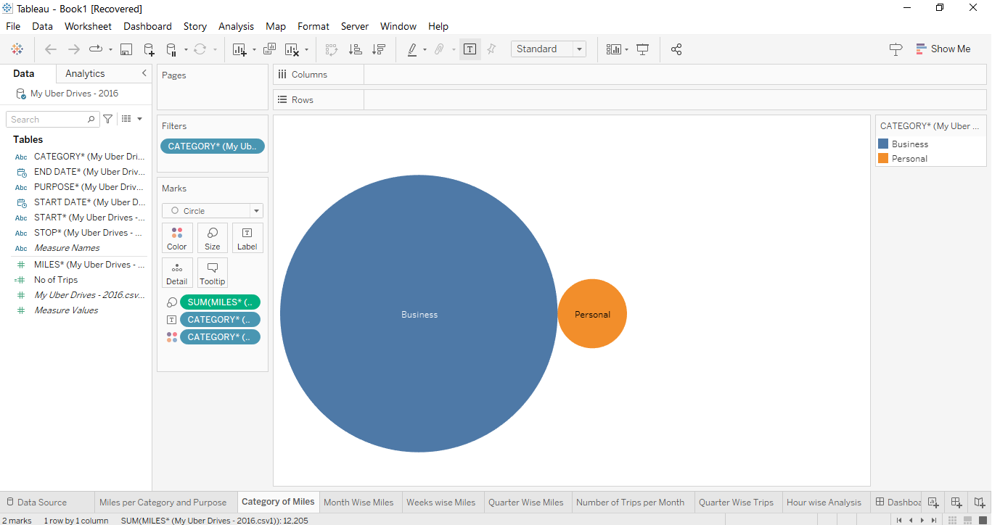 Tableau - Book1 [Recovered]
File Data Worksheet Dashboard Story Analysis Map Format Server Window Help
Standard
Show Me
Data Analytics
My Uber Drives - 2016
Search
Tables
Abc CATEGORY* (My Uber Dri...
END DATE* (My Uber Driv...
Abc PURPOSE* (My Uber Driv...
START DATE* (My Uber D...
Abc START* (My Uber Drives -...
Abc STOP* (My Uber Drives - ...
Abc Measure Names
# MILES* (My Uber Drives - ...
=# No of Trips
# My Uber Drives - 2016.csv...
# Measure Values
Pages
Filters
CATEGORY* (My Ub..
Marks
Circle
Color Size Label
Detail Tooltip
SUM(MILES* (..
CATEGORY* (..
CATEGORY* (..
Columns
Rows
Business
Personal
CATEGORY* (My Uber ...
Business
Personal
Data Source Miles per Category and Purpose Category of Miles Month Wise Miles Weeks wise Miles Quarter Wise Miles Number of Trips per Month Quarter Wise Trips Hour wise Analysis Dashboa
2 marks 1 row by 1 column SUM(MILES* (My Uber Drives - 2016.csv1)): 12,205